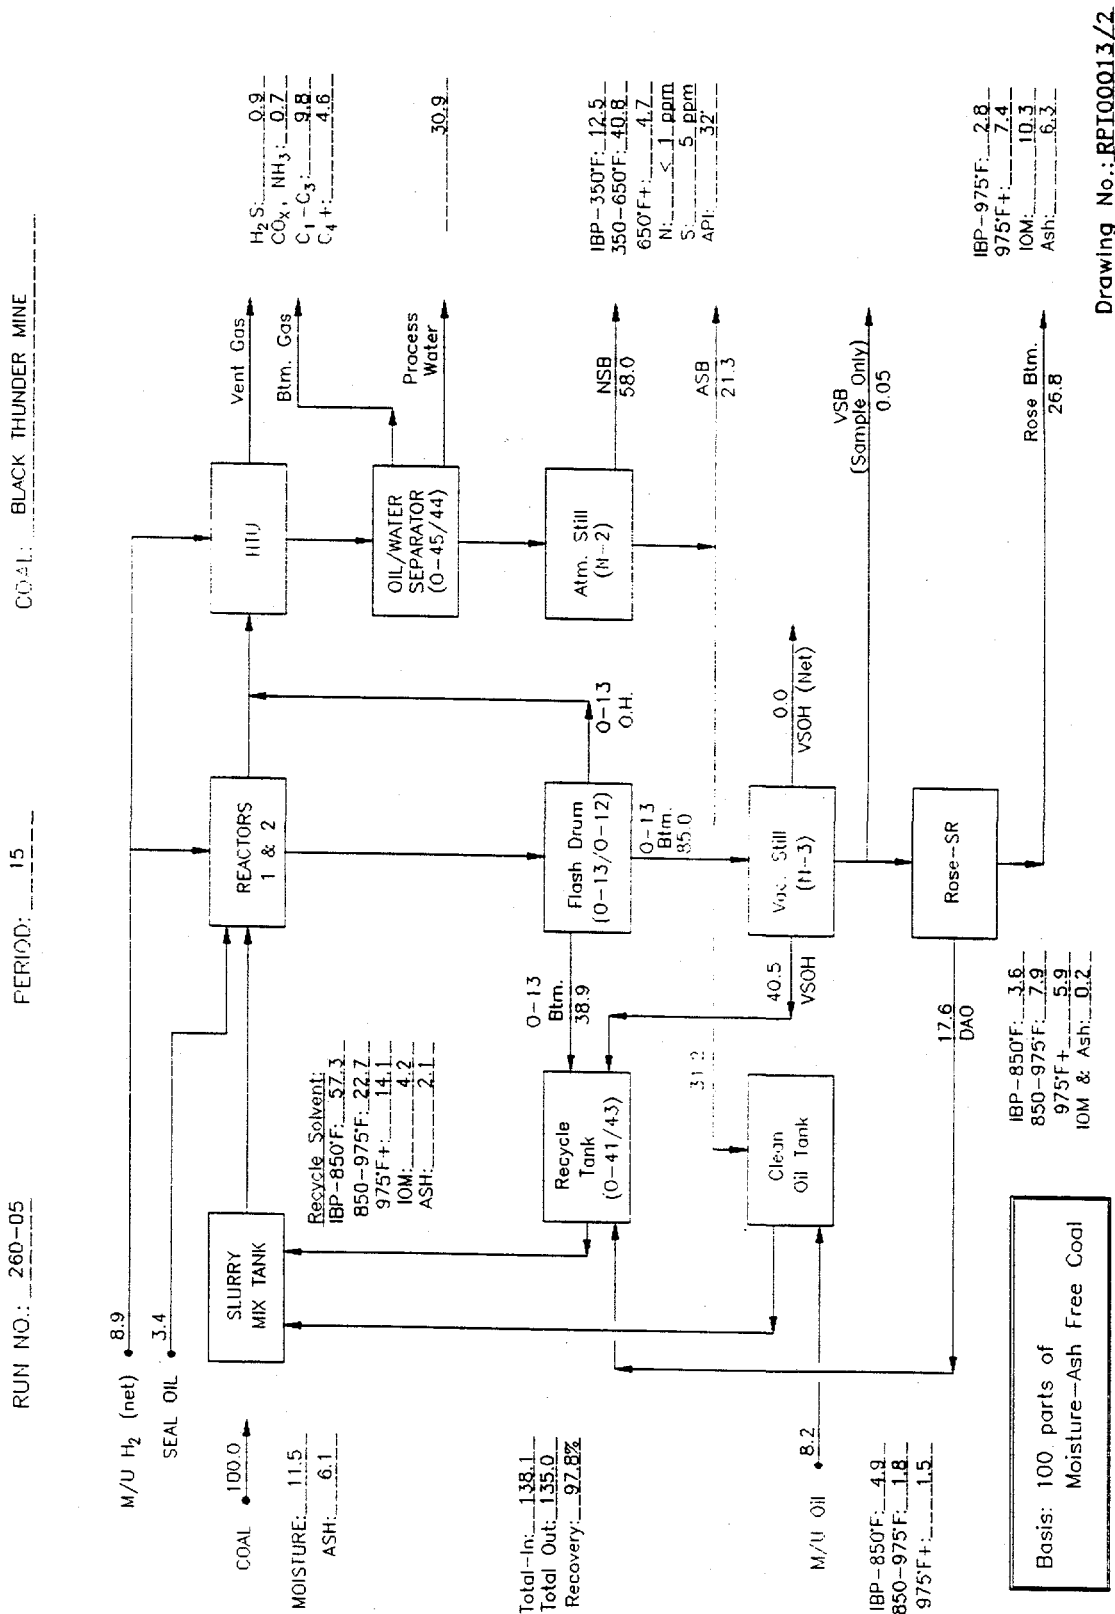 RUN NO.: 260-05
PERIOD: 15
COAL: BLACK THUNDER MINE
M/U H2 (net) 8.9
SEAL OIL 3.4
COAL 100.0
MOISTURE: 11.5
ASH: 6.1
SLURRY
MIX TANK
REACTORS
1 & 2
HTU
Vent Gas
Btm. Gas
H2S: 0.9
COx, NH3: 0.7
C1-C3: 9.8
C4+: 4.6
OIL/WATER
SEPARATOR
(O-45/44)
Process
Water
30.9
Recycle Solvent:
IBP-850°F: 57.3
850-975°F: 22.7
975°F+: 14.1
IOM: 4.2
ASH: 2.1
Total-In: 138.1
Total Out: 135.0
Recovery: 97.8%
Recycle
Tank
(O-41/43)
O-13
Btm.
38.9
Flash Drum
(O-13/O-12)
O-13
O.H.
O-13
Btm.
85.0
Atm. Still
(N-2)
NSB
58.0
IBP-350°F: 12.5
350-650°F: 40.8
650°F+: 4.7
N: < 1 ppm
S: 5 ppm
API: 32°
ASB
21.3
Clean
Oil Tank
40.5
VSOH
Vac. Still
(N-3)
0.0
VSOH (Net)
VSB
(Sample Only)
0.05
M/U Oil 8.2
IBP-850°F: 4.9
850-975°F: 1.8
975°F+: 1.5
17.6
DAO
IBP-850°F: 3.6
850-975°F: 7.9
975°F+ 5.9
IOM & Ash: 0.2
Rose-SR
Rose Btm.
26.8
IBP-975°F: 2.8
975°F+: 7.4
IOM: 10.3
Ash: 6.3
Basis: 100 parts of
Moisture-Ash Free Coal
Drawing No.: RPI00013/2